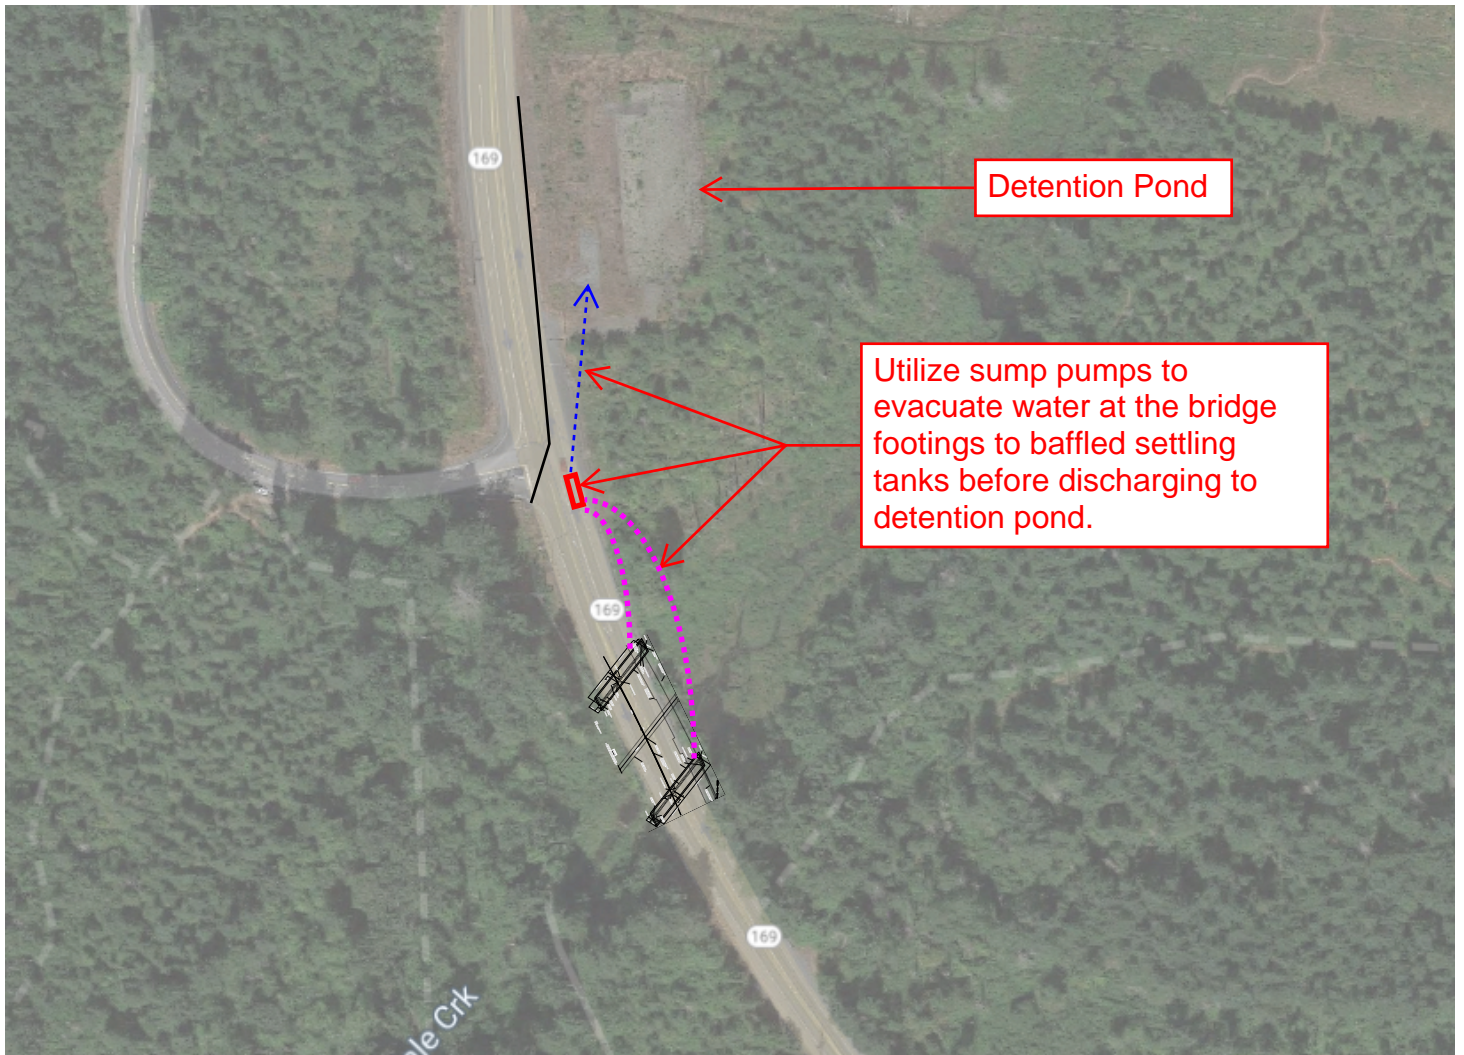 169
Detention Pond
Utilize sump pumps to
evacuate water at the bridge
footings to baffled settling
tanks before discharging to
detention pond.
169
169
Crk